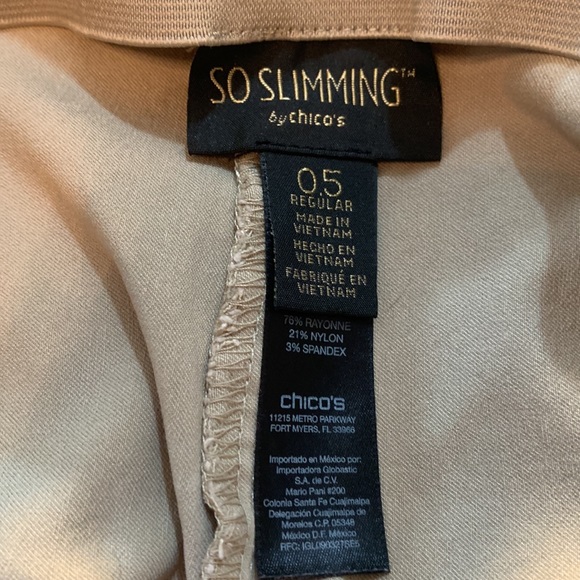 SO SLIMMING™
by chico's
0.5
REGULAR
MADE IN
VIETNAM
HECHO EN
VIETNAM
FABRIQUÉ EN
VIETNAM
76% RAYONNE
21% NYLON
3% SPANDEX
chico's
11215 METRO PARKWAY
FORT MYERS, FL 33966
Importado en México por:
Importadora Globastic
S.A. de C.V.
Mario Pani #200
Colonia Santa Fe Cuajimalpa
Delegación Cuajimalpa de
Morelos C.P. 05348
México D.F. México
RFC: IGL090327SE5